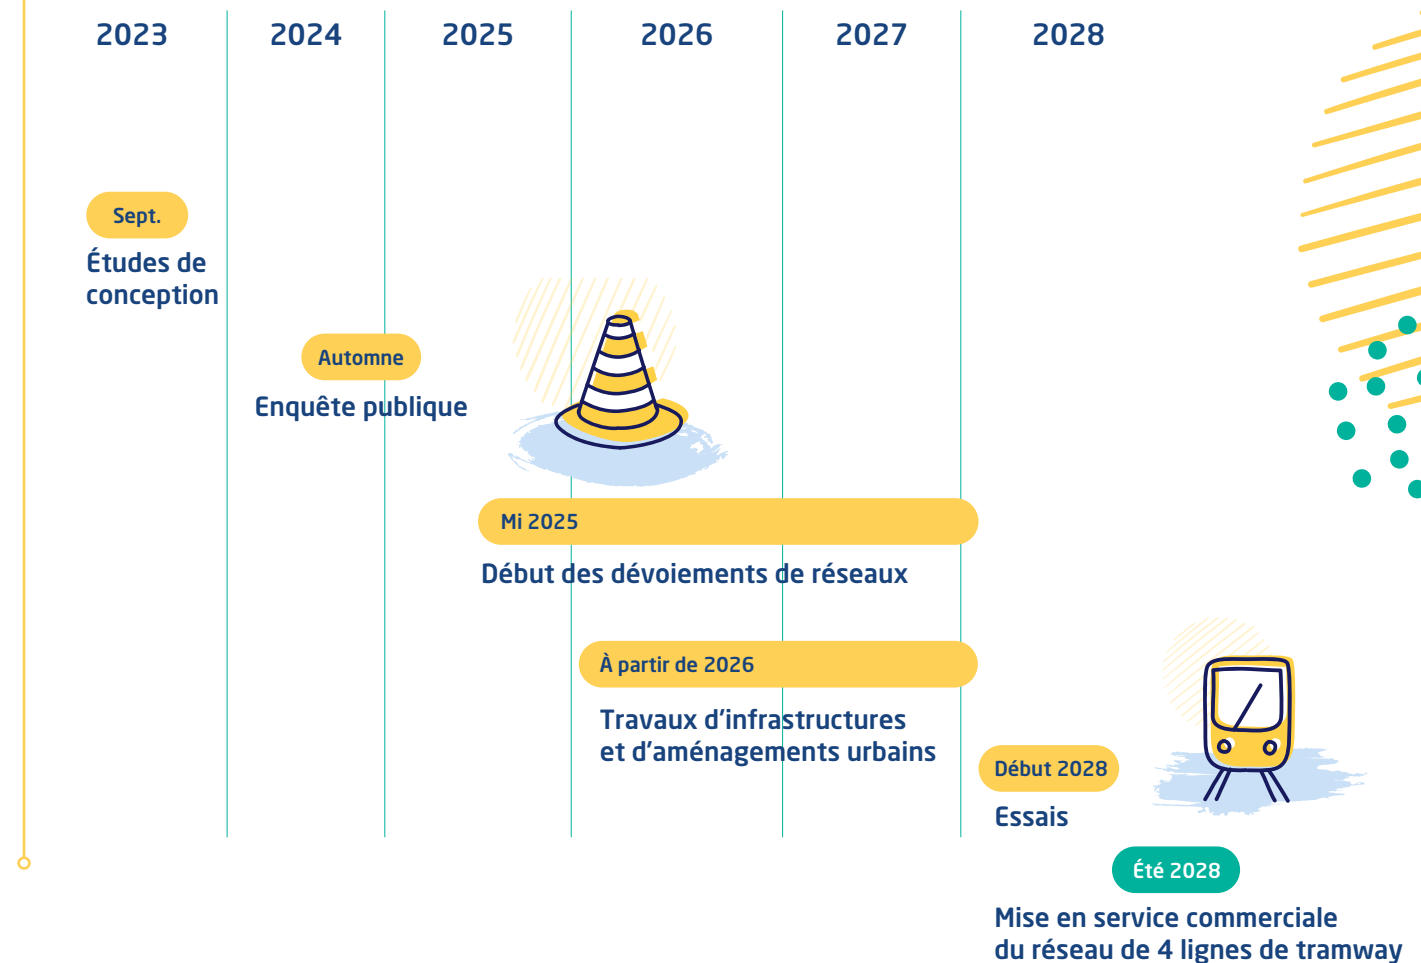 2023
2024
2025
2026
2027
2028
Sept.
Études de
conception
Automne
Enquête publique
Mi 2025
Début des dévoiements de réseaux
À partir de 2026
Travaux d’infrastructures
et d’aménagements urbains
Début 2028
Essais
Été 2028
Mise en service commerciale
du réseau de 4 lignes de tramway